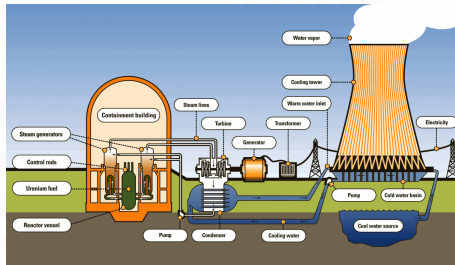 Water vapor
Cooling tower
Warm water inlet
Containment building
Steam lines
Turbine
Generator
Transformer
Electricity
Steam generators
Control rods
Uranium fuel
Reactor vessel
Pump
Condenser
Cooling water
Pump
Cold water basin
Cool water source